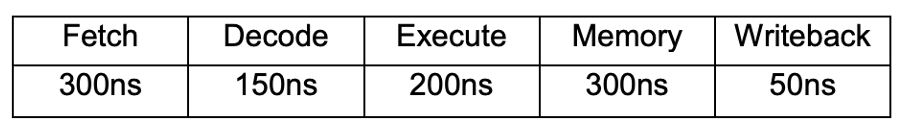 Fetch Decode Execute Memory Writeback
300ns 150ns 200ns 300ns 50ns